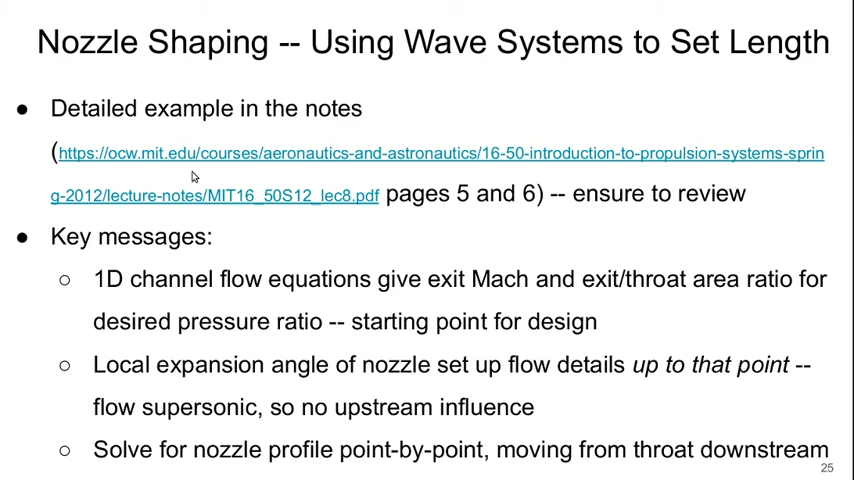 Nozzle Shaping -- Using Wave Systems to Set Length
● Detailed example in the notes
(https://ocw.mit.edu/courses/aeronautics-and-astronautics/16-50-introduction-to-propulsion-systems-sprin
g-2012/lecture-notes/MIT16_50S12_lec8.pdf pages 5 and 6) -- ensure to review
● Key messages:
○ 1D channel flow equations give exit Mach and exit/throat area ratio for
desired pressure ratio -- starting point for design
○ Local expansion angle of nozzle set up flow details up to that point --
flow supersonic, so no upstream influence
○ Solve for nozzle profile point-by-point, moving from throat downstream
25